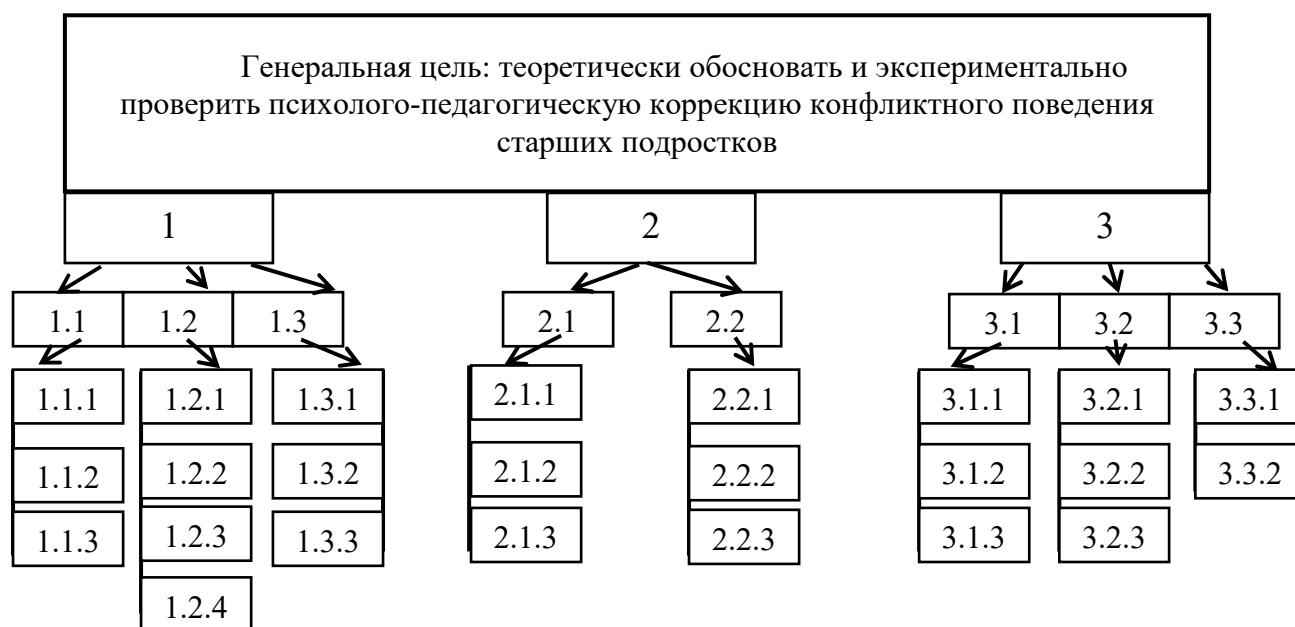 Генеральная цель: теоретически обосновать и экспериментально
проверить психолого-педагогическую коррекцию конфликтного поведения
старших подростков
1 2 3
1.1 1.2 1.3 2.1 2.2 3.1 3.2 3.3
1.1.1 1.2.1 1.3.1 2.1.1 2.2.1 3.1.1 3.2.1 3.3.1
1.1.2 1.2.2 1.3.2 2.1.2 2.2.2 3.1.2 3.2.2 3.3.2
1.1.3 1.2.3 1.3.3 2.1.3 2.2.3 3.1.3 3.2.3
1.2.4